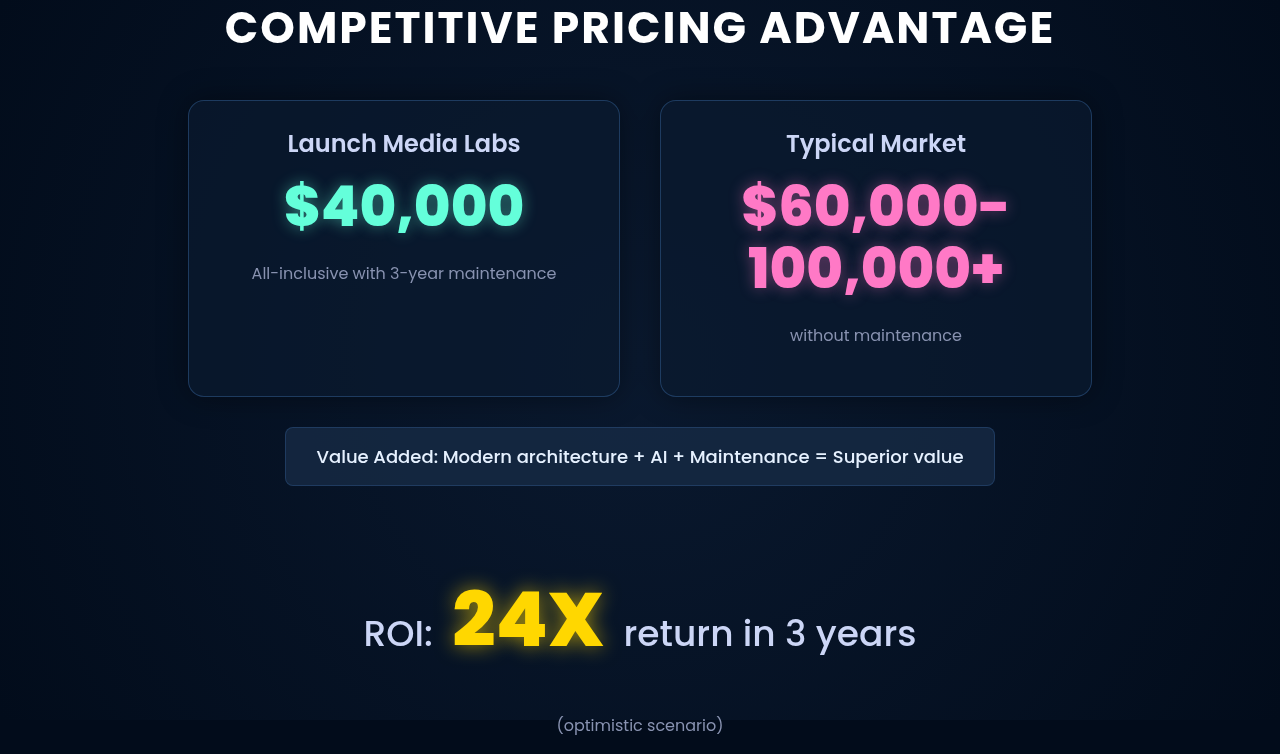 COMPETITIVE PRICING ADVANTAGE
Launch Media Labs
$40,000
All-inclusive with 3-year maintenance
Typical Market
$60,000–
100,000+
without maintenance
Value Added: Modern architecture + AI + Maintenance = Superior value
ROI: 24X return in 3 years
(optimistic scenario)